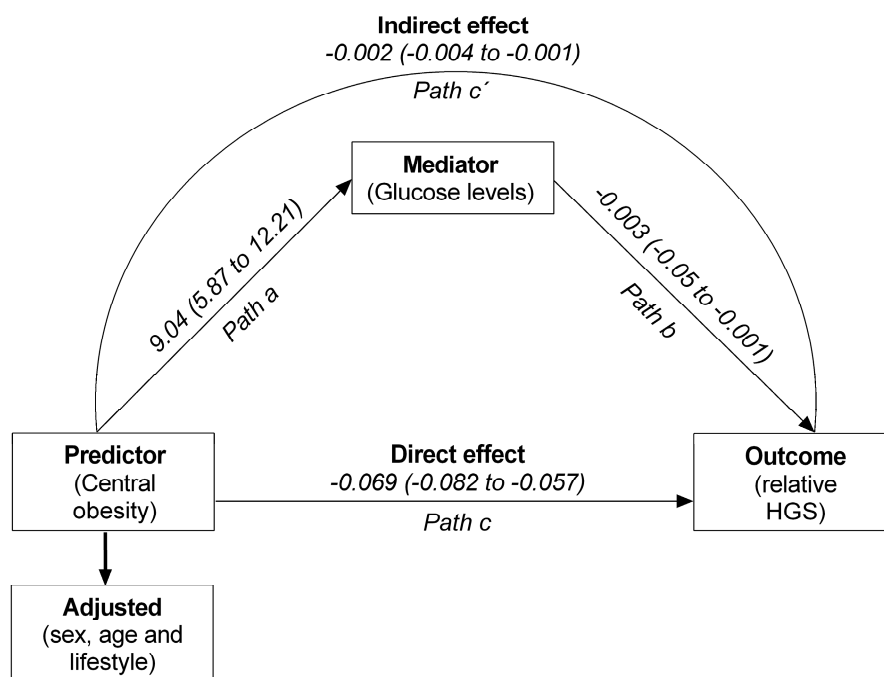 Indirect effect
-0.002 (-0.004 to -0.001)
Path c´
Mediator
(Glucose levels)
9.04 (5.87 to 12.21)
Path a
-0.003 (-0.05 to -0.001)
Path b
Predictor
(Central
obesity)
Direct effect
-0.069 (-0.082 to -0.057)
Path c
Outcome
(relative
HGS)
Adjusted
(sex, age and
lifestyle)